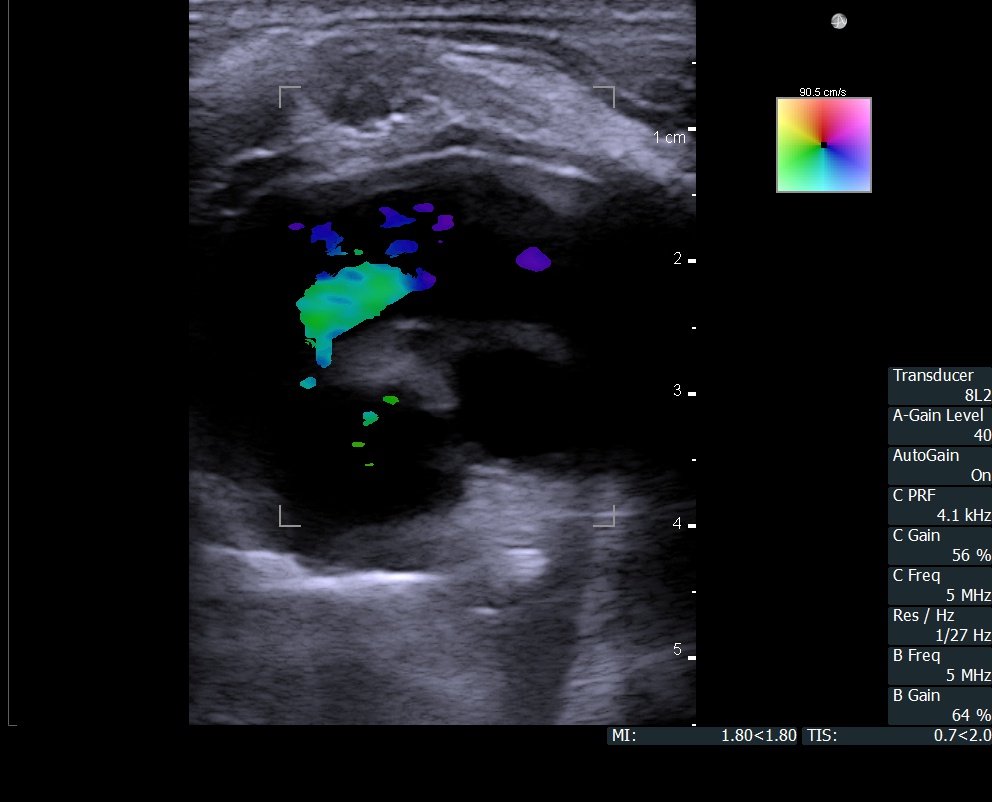 90.5 cm/s
1 cm
2
3
4
5
Transducer
8L2
A-Gain Level
40
AutoGain
On
C PRF
4.1 kHz
C Gain
56 %
C Freq
5 MHz
Res / Hz
1/27 Hz
B Freq
5 MHz
B Gain
64 %
MI: 1.80<1.80 TIS: 0.7<2.0